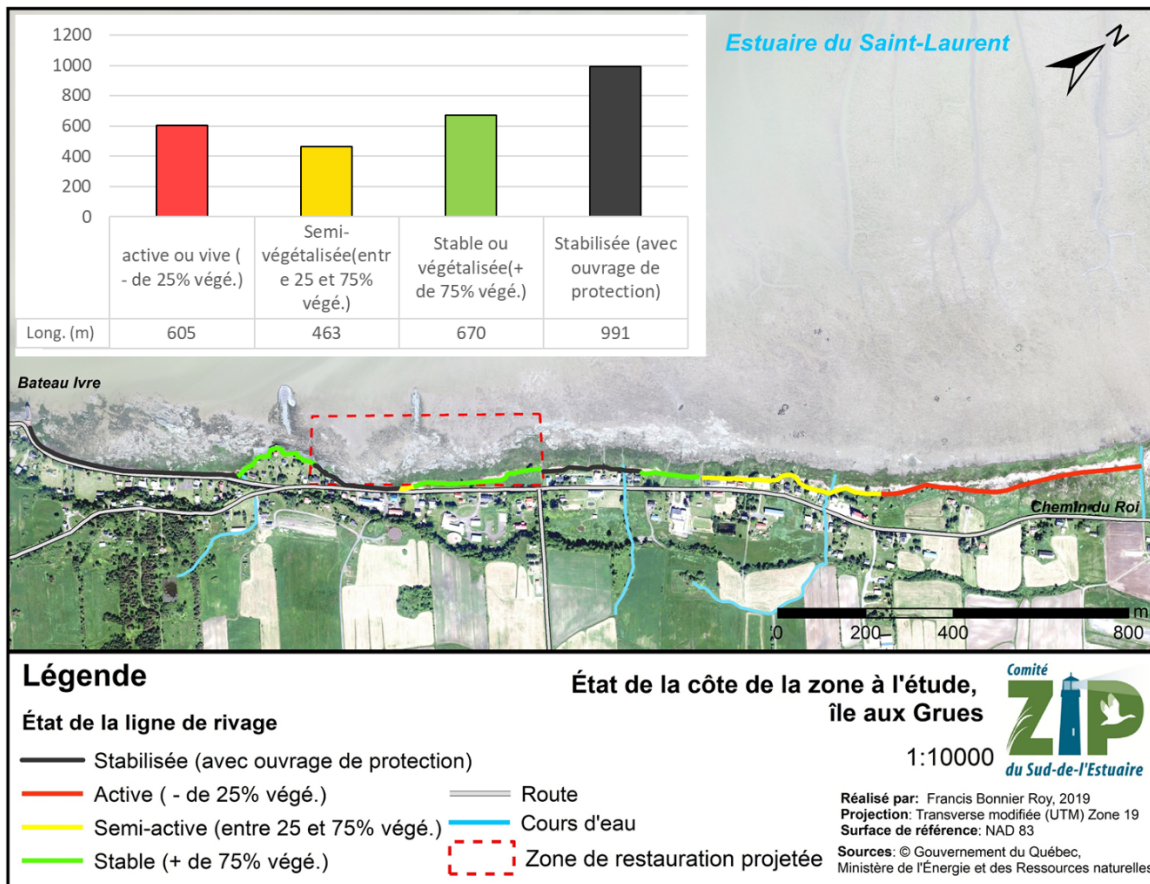 1200
1000
800
600
400
200
0
active ou vive (
- de 25% végé.)
Semi-
végétalisée(entr
e 25 et 75%
végé.)
Stable ou
végétalisée(+
de 75% végé.)
Stabilisée (avec
ouvrage de
protection)
Long. (m) 605 463 670 991
Estuaire du Saint-Laurent
N
Bateau Ivre
Chemin du Roi
m
0 200 400 800
Légende
État de la ligne de rivage
Stabilisée (avec ouvrage de protection)
Active ( - de 25% végé.)
Semi-active (entre 25 et 75% végé.)
Stable (+ de 75% végé.)
Route
Cours d'eau
Zone de restauration projetée
État de la côte de la zone à l'étude,
île aux Grues
1:10000
Comité
ZIP
du Sud-de-l'Estuaire
Réalisé par: Francis Bonnier Roy, 2019
Projection: Transverse modifiée (UTM) Zone 19
Surface de référence: NAD 83
Sources: © Gouvernement du Québec,
Ministère de l'Énergie et des Ressources naturelles